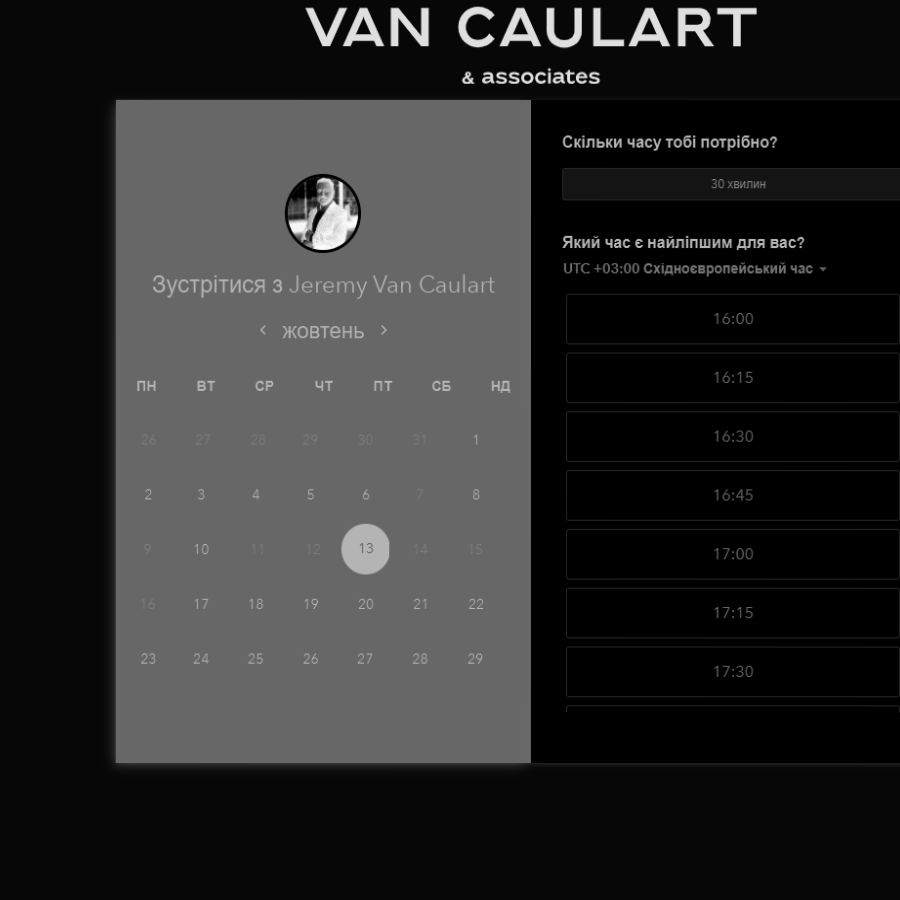 VAN CAULART
& associates
Зустрітися з Jeremy Van Caulart
жовтень
ПН ВТ СР ЧТ ПТ СБ НД
26 27 28 29 30 31 1
2 3 4 5 6 7 8
9 10 11 12 13 14 15
16 17 18 19 20 21 22
23 24 25 26 27 28 29
Скільки часу тобі потрібно?
30 хвилин
Який час є найліпшим для вас?
UTC +03:00 Східноєвропейський час
16:00
16:15
16:30
16:45
17:00
17:15
17:30